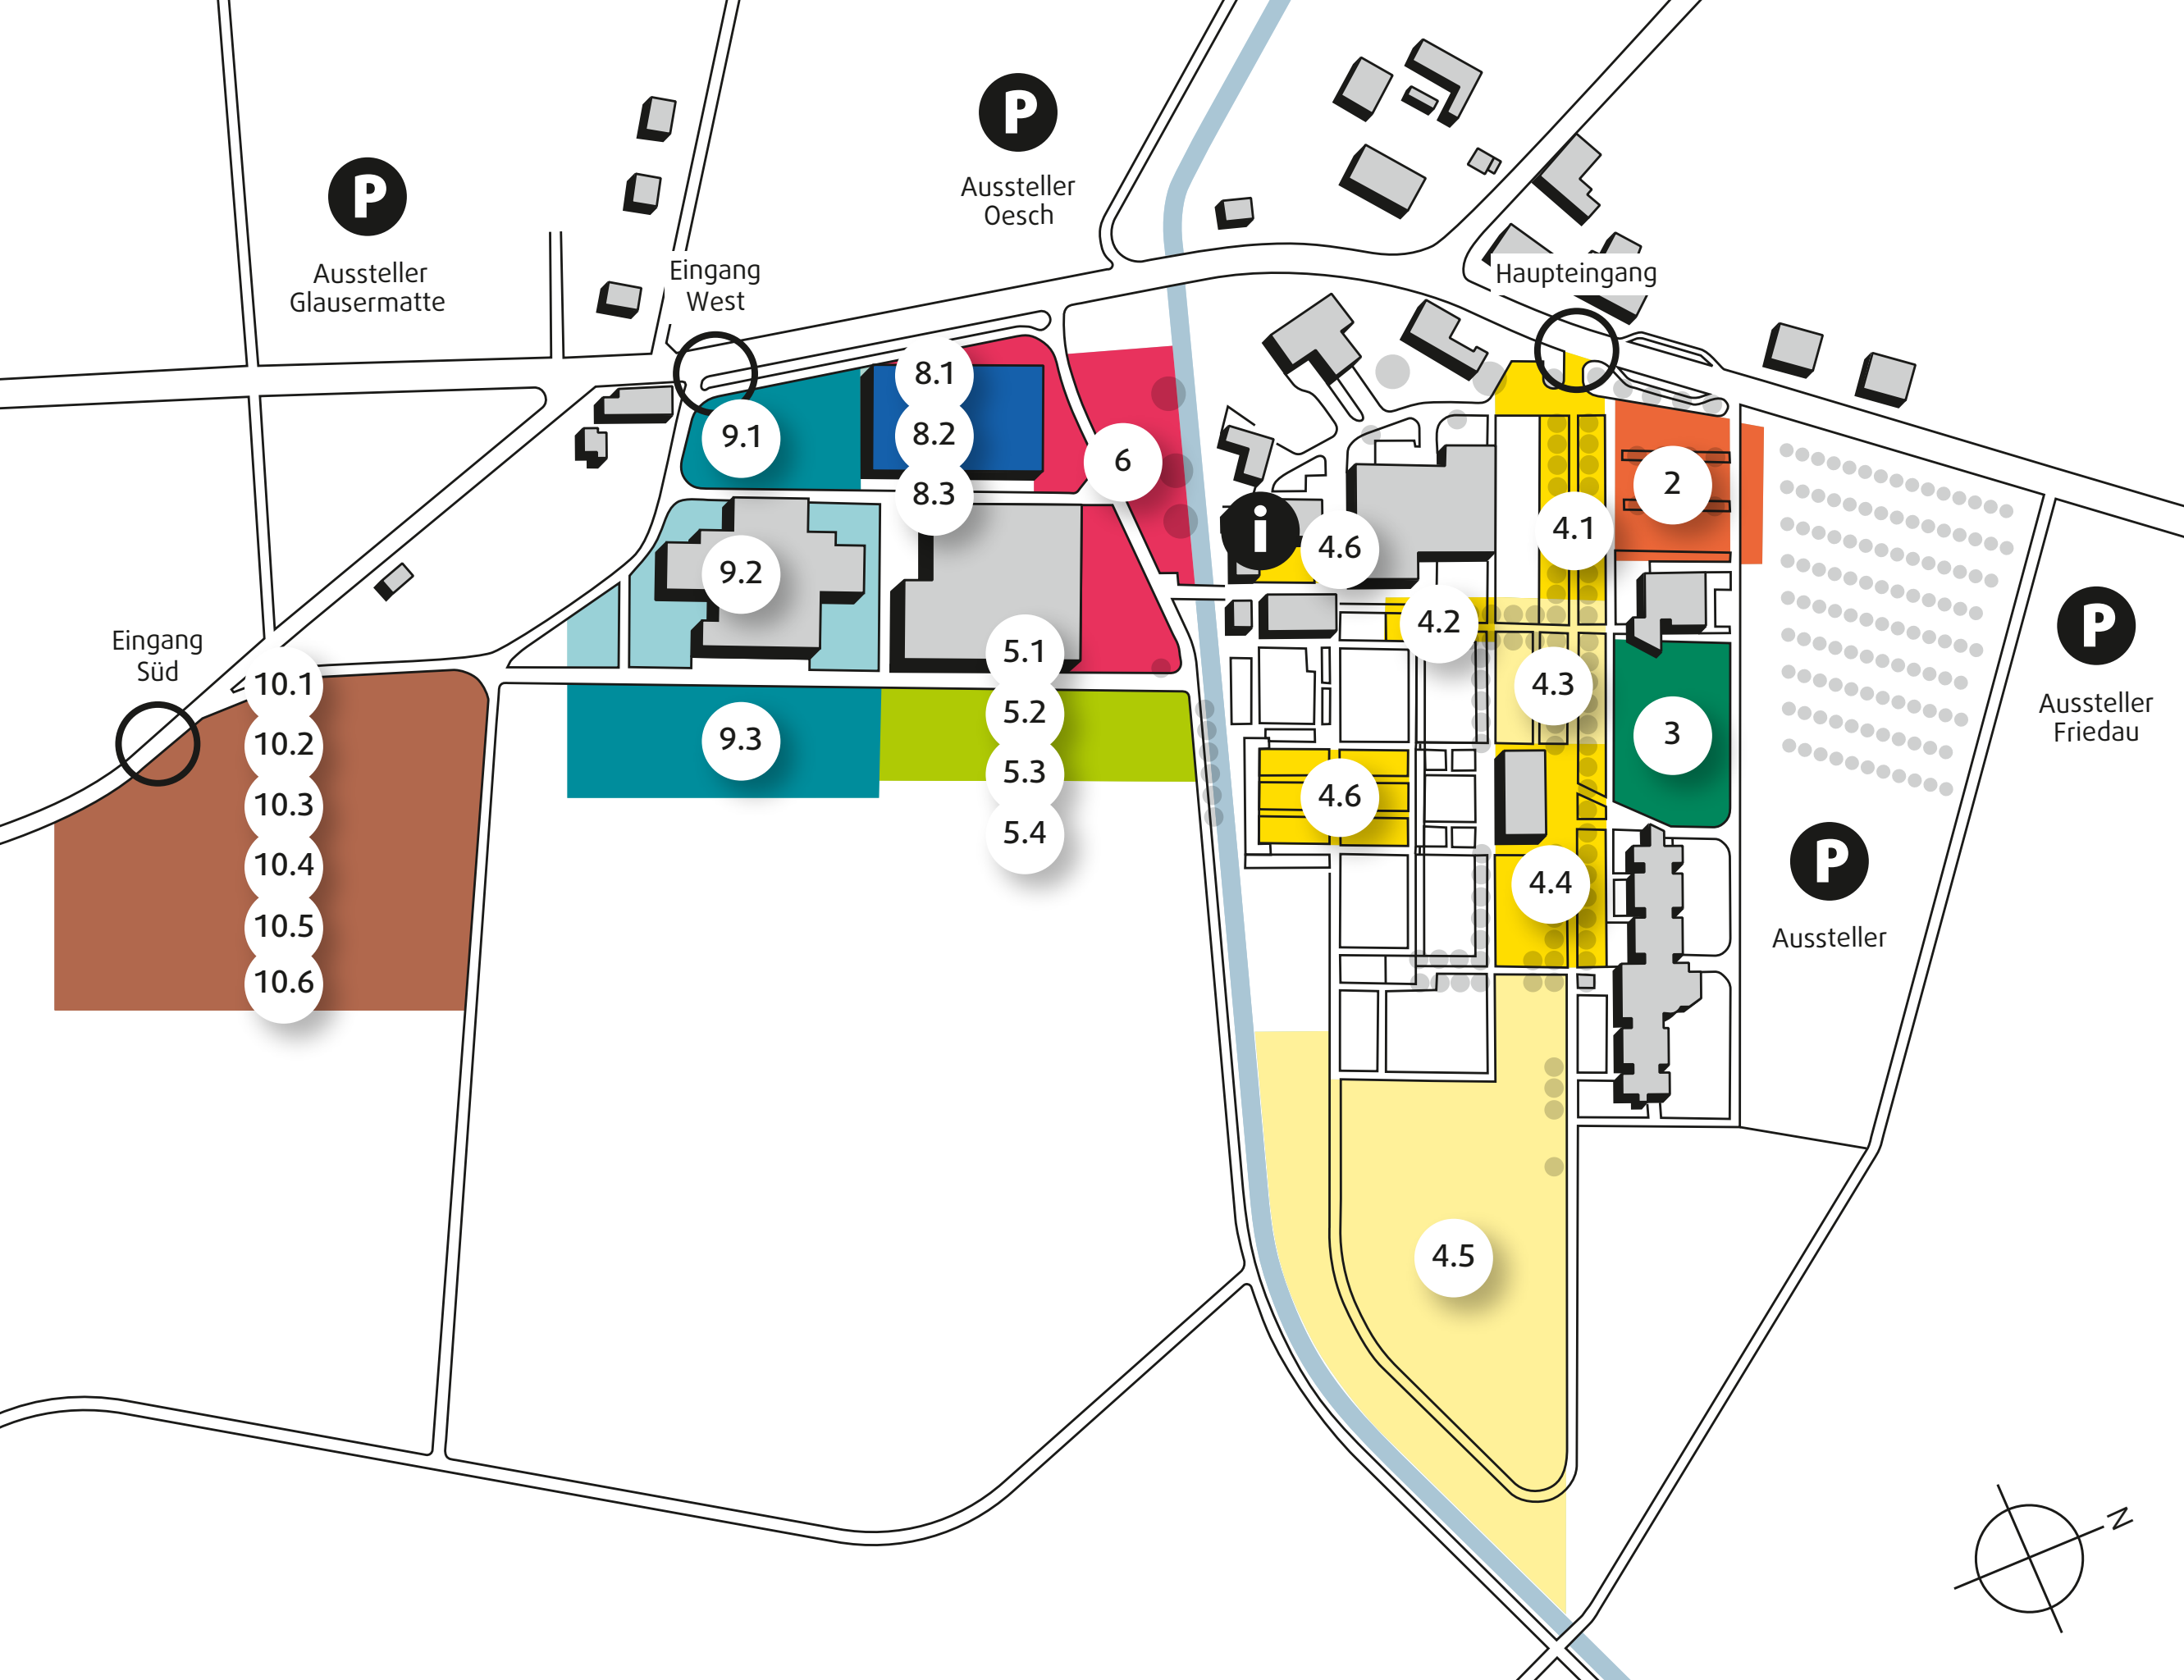 P
Aussteller
Oesch
P
Aussteller
Glausermatte
Eingang
West
Haupteingang
8.1
8.2
8.3
9.1
6
2
i
4.6
4.1
9.2
4.2
5.1
5.2
5.3
5.4
4.3
3
P
Aussteller
Friedau
Eingang
Süd
10.1
10.2
10.3
10.4
10.5
10.6
9.3
4.6
4.4
P
Aussteller
4.5
N